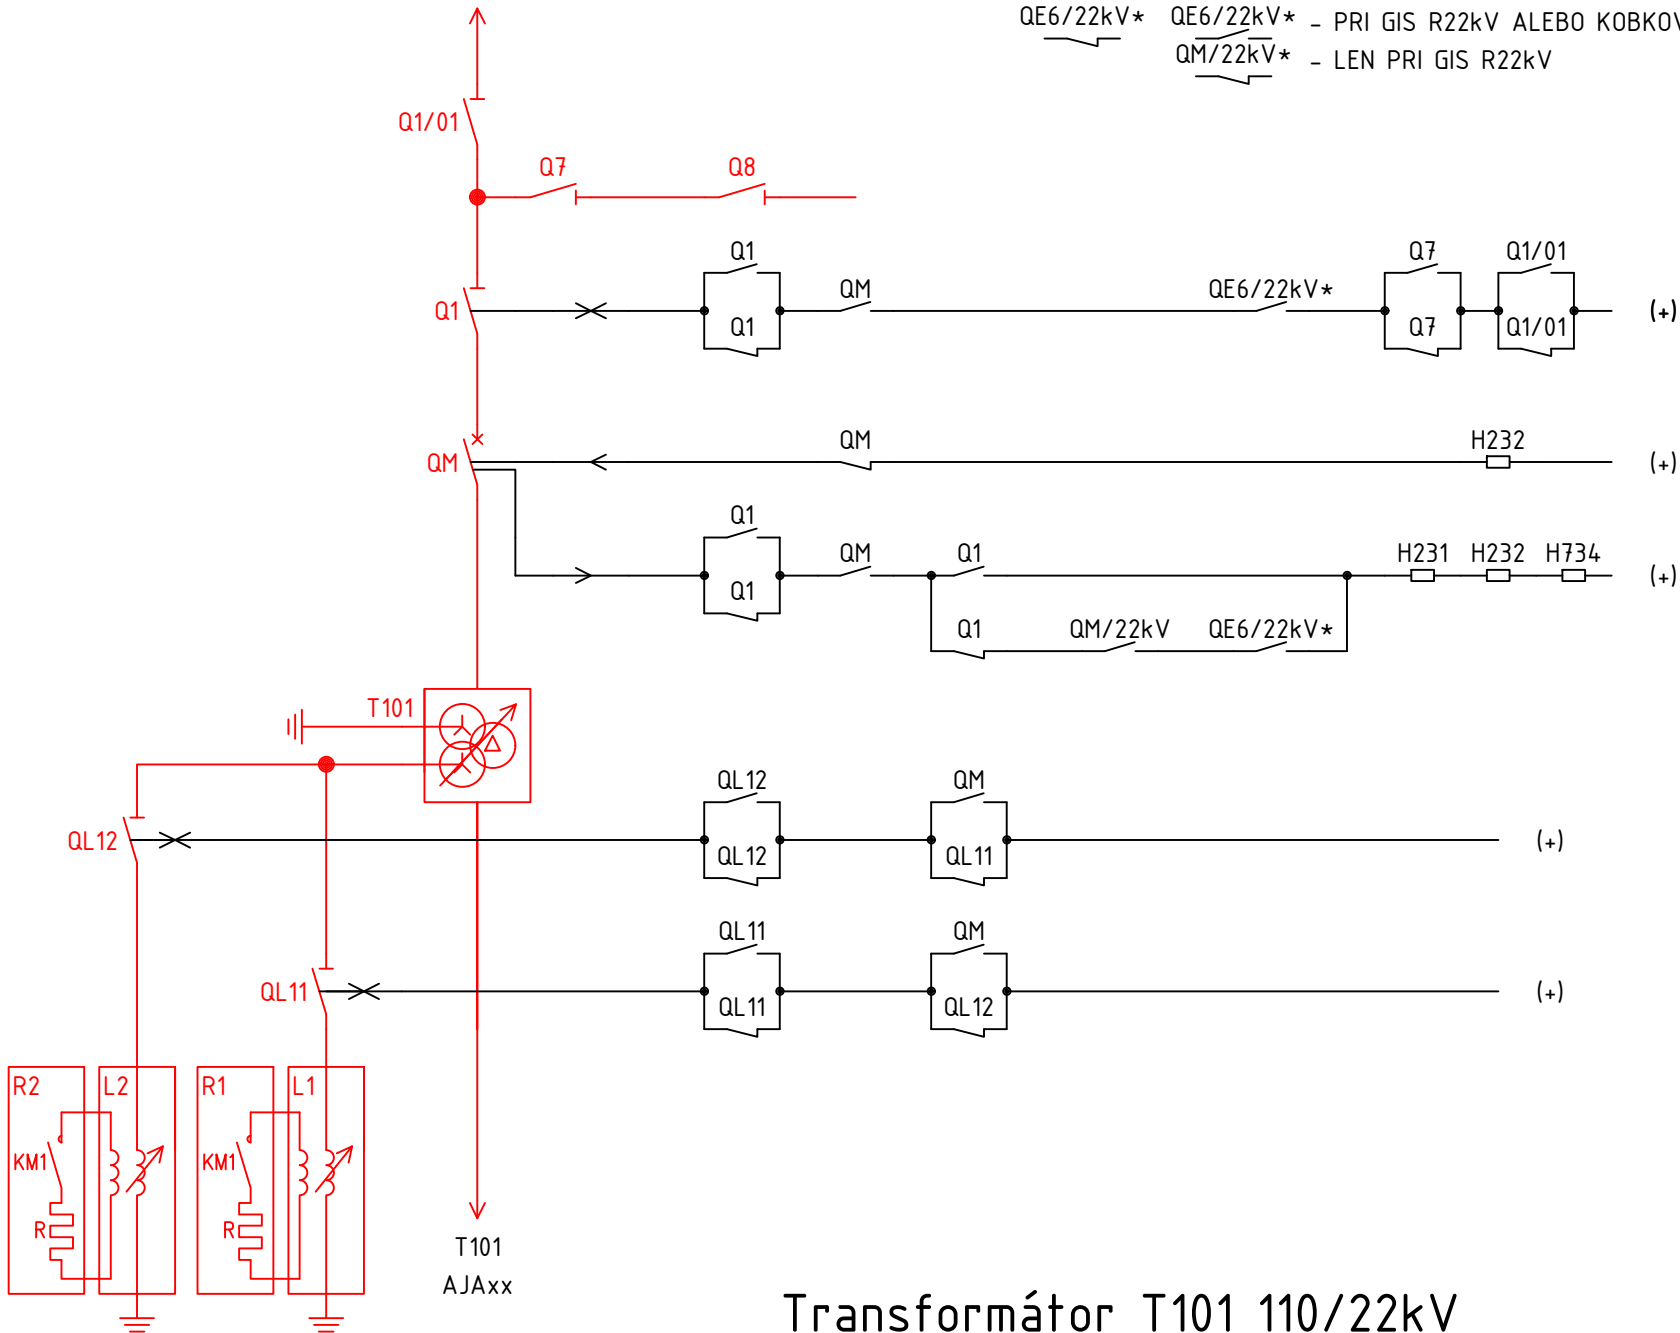 QE6/22kV* QE6/22kV* - PRI GIS R22kV ALEBO KOBKOV
QM/22kV* - LEN PRI GIS R22kV
Q1/01
Q7 Q8
Q1 Q7 Q1/01
Q1 QM QE6/22kV* (+)
Q1 Q7 Q1/01
QM H232
QM (+)
Q1
QM Q1 H231 H232 H734
Q1 (+)
Q1 QM/22kV QE6/22kV*
T101
QL12 QM
QL12 (+)
QL12 QL11
QL11 QM
QL11 (+)
QL11 QL12
R2 L2 R1 L1
KM1 KM1
R R
T101
AJAxx
Transformátor T101 110/22kV